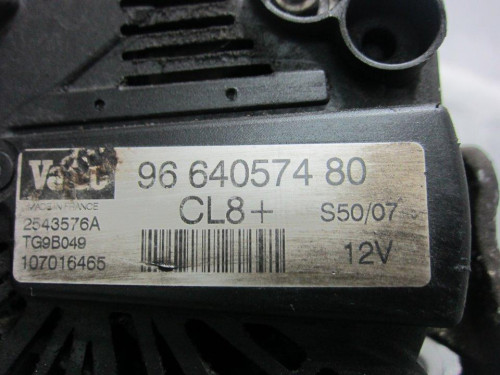 Valeo
96 640574 80
MADE IN FRANCE
CL8+
S50/07
2543576A
TG9B049
12V
107016465